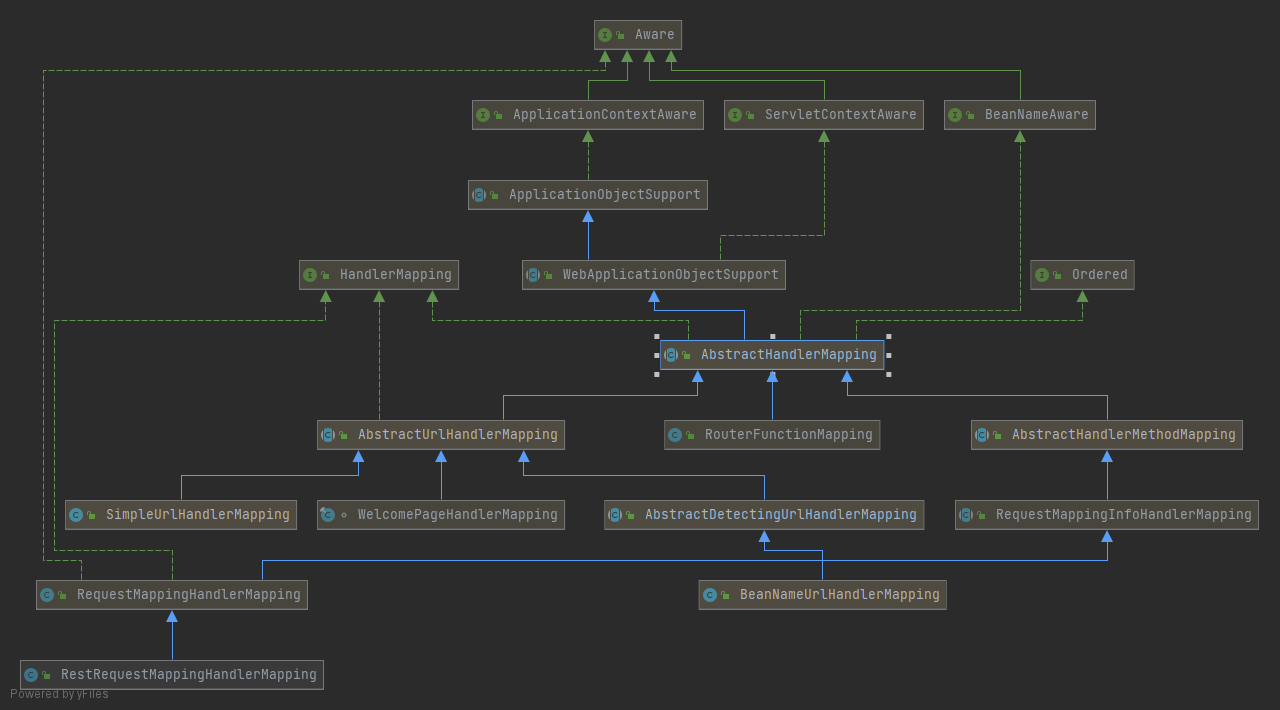 Aware
ApplicationContextAware
ServletContextAware
BeanNameAware
ApplicationObjectSupport
HandlerMapping
WebApplicationObjectSupport
Ordered
AbstractHandlerMapping
AbstractUrlHandlerMapping
RouterFunctionMapping
AbstractHandlerMethodMapping
SimpleUrlHandlerMapping
WelcomePageHandlerMapping
AbstractDetectingUrlHandlerMapping
RequestMappingInfoHandlerMapping
RequestMappingHandlerMapping
BeanNameUrlHandlerMapping
RestRequestMappingHandlerMapping
Powered by yFiles